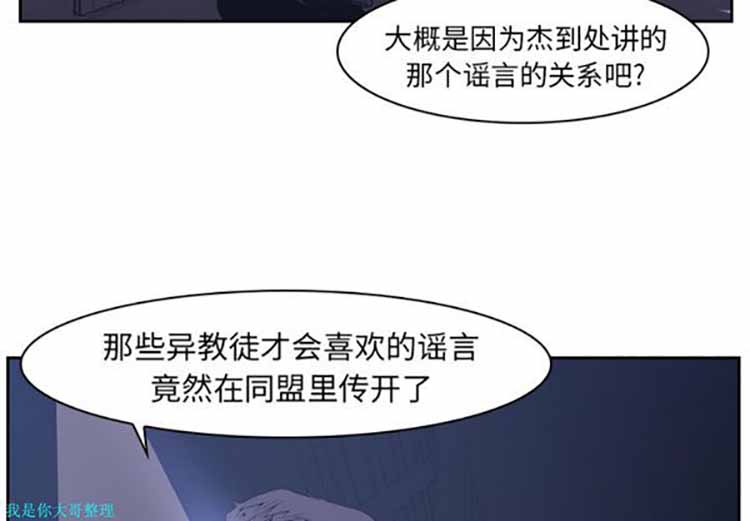 大概是因为杰到处讲的
那个谣言的关系吧?
那些异教徒才会喜欢的谣言
竟然在同盟里传开了
我是你大哥整理